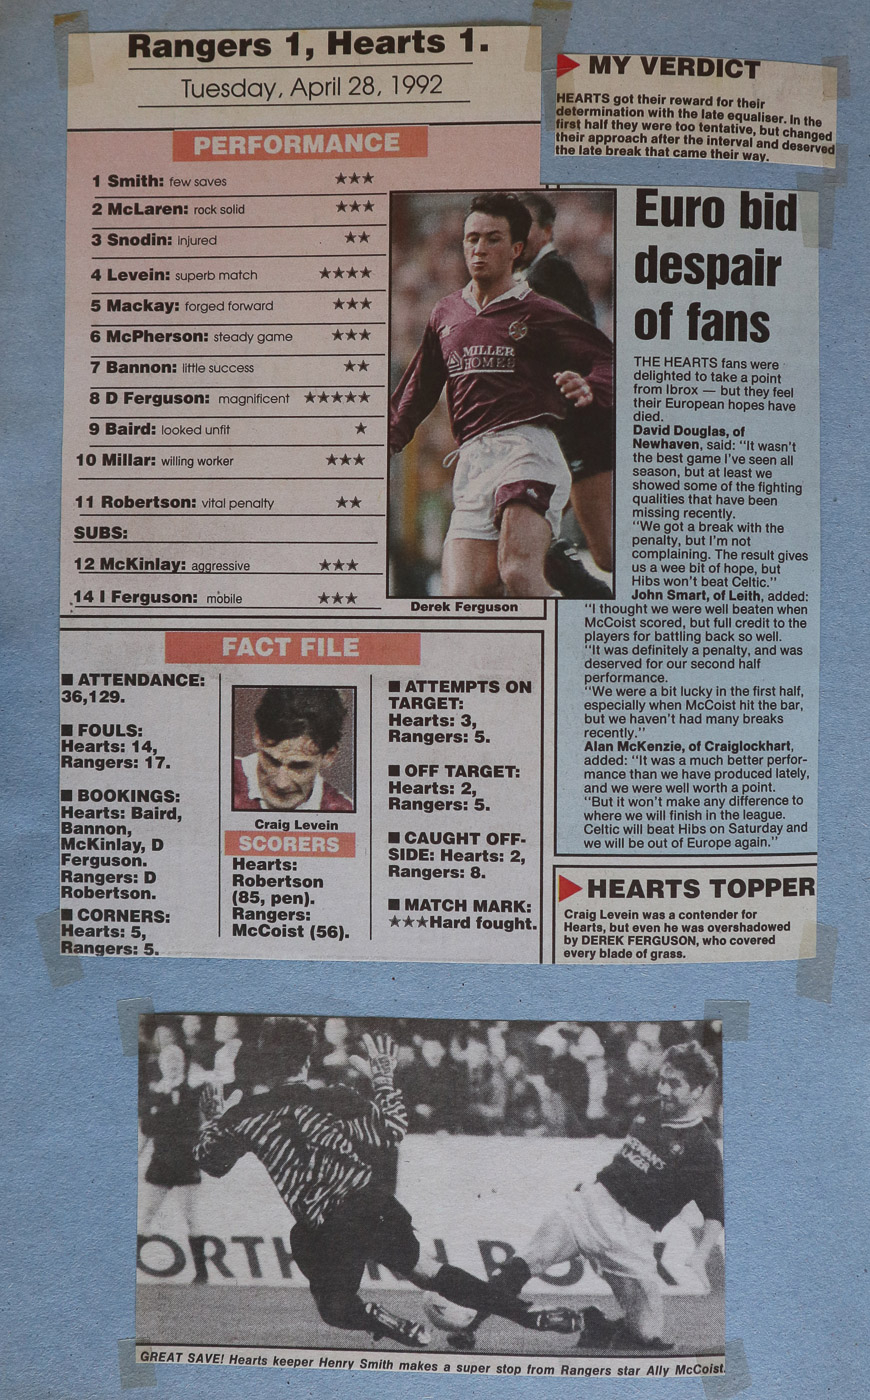 Rangers 1, Hearts 1.
Tuesday, April 28, 1992
PERFORMANCE
1 Smith: few saves ★★★
2 McLaren: rock solid ★★★
3 Snodin: injured ★★
4 Levein: superb match ★★★★
5 Mackay: forged forward ★★★
6 McPherson: steady game ★★★
7 Bannon: little success ★★
8 D Ferguson: magnificent ★★★★★
9 Baird: looked unfit ★
10 Millar: willing worker ★★★
11 Robertson: vital penalty ★★
SUBS:
12 McKinlay: aggressive ★★★
14 I Ferguson: mobile ★★★
MILLER
HOMES
Derek Ferguson
FACT FILE
■ ATTENDANCE:
36,129.
■ FOULS:
Hearts: 14,
Rangers: 17.
■ BOOKINGS:
Hearts: Baird,
Bannon,
McKinlay, D
Ferguson.
Rangers: D
Robertson.
■ CORNERS:
Hearts: 5,
Rangers: 5.
Craig Levein
SCORERS
Hearts:
Robertson
(85, pen).
Rangers:
McCoist (56).
■ ATTEMPTS ON
TARGET:
Hearts: 3,
Rangers: 5.
■ OFF TARGET:
Hearts: 2,
Rangers: 5.
■ CAUGHT OFF-
SIDE: Hearts: 2,
Rangers: 8.
■ MATCH MARK:
★★★Hard fought.
MY VERDICT
HEARTS got their reward for their
determination with the late equaliser. In the
first half they were too tentative, but changed
their approach after the interval and deserved
the late break that came their way.
Euro bid
despair
of fans
THE HEARTS fans were
delighted to take a point
from Ibrox — but they feel
their European hopes have
died.
David Douglas, of
Newhaven, said: "It wasn't
the best game I've seen all
season, but at least we
showed some of the fighting
qualities that have been
missing recently.
"We got a break with the
penalty, but I'm not
complaining. The result gives
us a wee bit of hope, but
Hibs won't beat Celtic."
John Smart, of Leith, added:
"I thought we were well beaten when
McCoist scored, but full credit to the
players for battling back so well.
"It was definitely a penalty, and was
deserved for our second half
performance.
"We were a bit lucky in the first half,
especially when McCoist hit the bar,
but we haven't had many breaks
recently."
Alan McKenzie, of Craiglockhart,
added: "It was a much better perfor-
mance than we have produced lately,
and we were well worth a point.
"But it won't make any difference to
where we will finish in the league.
Celtic will beat Hibs on Saturday and
we will be out of Europe again."
HEARTS TOPPER
Craig Levein was a contender for
Hearts, but even he was overshadowed
by DEREK FERGUSON, who covered
every blade of grass.
GREAT SAVE! Hearts keeper Henry Smith makes a super stop from Rangers star Ally McCoist.